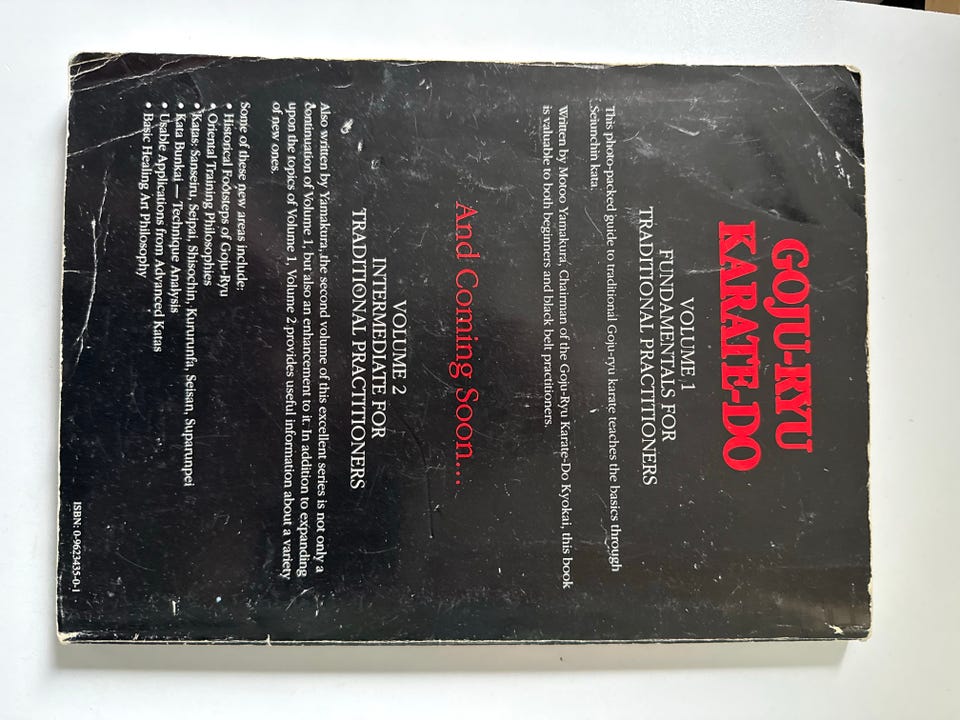 GOJU-RYU
KARATE-DO
VOLUME 1
FUNDAMENTALS FOR
TRADITIONAL PRACTITIONERS
This photo-packed guide to traditional Goju-ryu karate teaches the basics through
Seiunchin kata.
Written by Motoo Yamakura, Chairman of the Goju-Ryu Karate-Do Kyokai, this book
is valuable to both beginners and black belt practitioners.
And Coming Soon...
VOLUME 2
INTERMEDIATE FOR
TRADITIONAL PRACTITIONERS
Also written by Yamakura, the second volume of this excellent series is not only a
continuation of Volume 1, but also an enhancement to it. In addition to expanding
upon the topics of Volume 1, Volume 2 provides useful information about a variety
of new ones.
Some of these new areas include:
• Historical Footsteps of Goju-Ryu
• Oriental Training Philosophies
• Katas: Sanseiru, Seipai, Shisochin, Kururunfa, Seisan, Suparunpei
• Kata Bunkai — Technique Analysis
• Usable Applications from Advanced Katas
• Basic Healing Art Philosophy
ISBN: 0-9623435-0-1